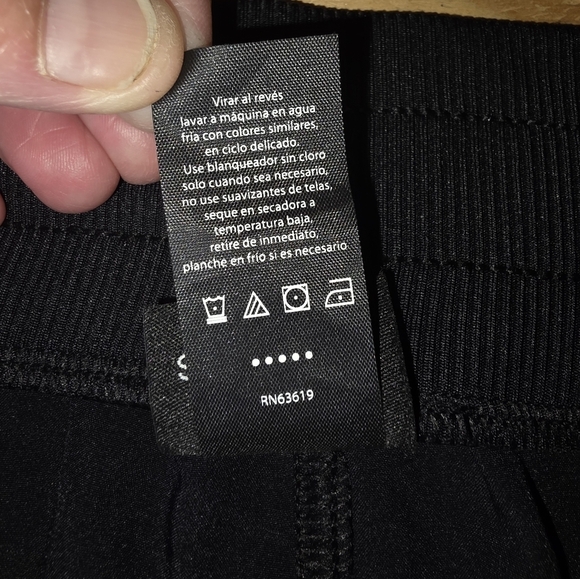 Virar al revés
lavar a máquina en agua
fría con colores similares,
en ciclo delicado.
Use blanqueador sin cloro
solo cuando sea necesario,
no use suavizantes de telas,
seque en secadora a
temperatura baja,
retire de inmediato,
planche en frío si es necesario
RN63619